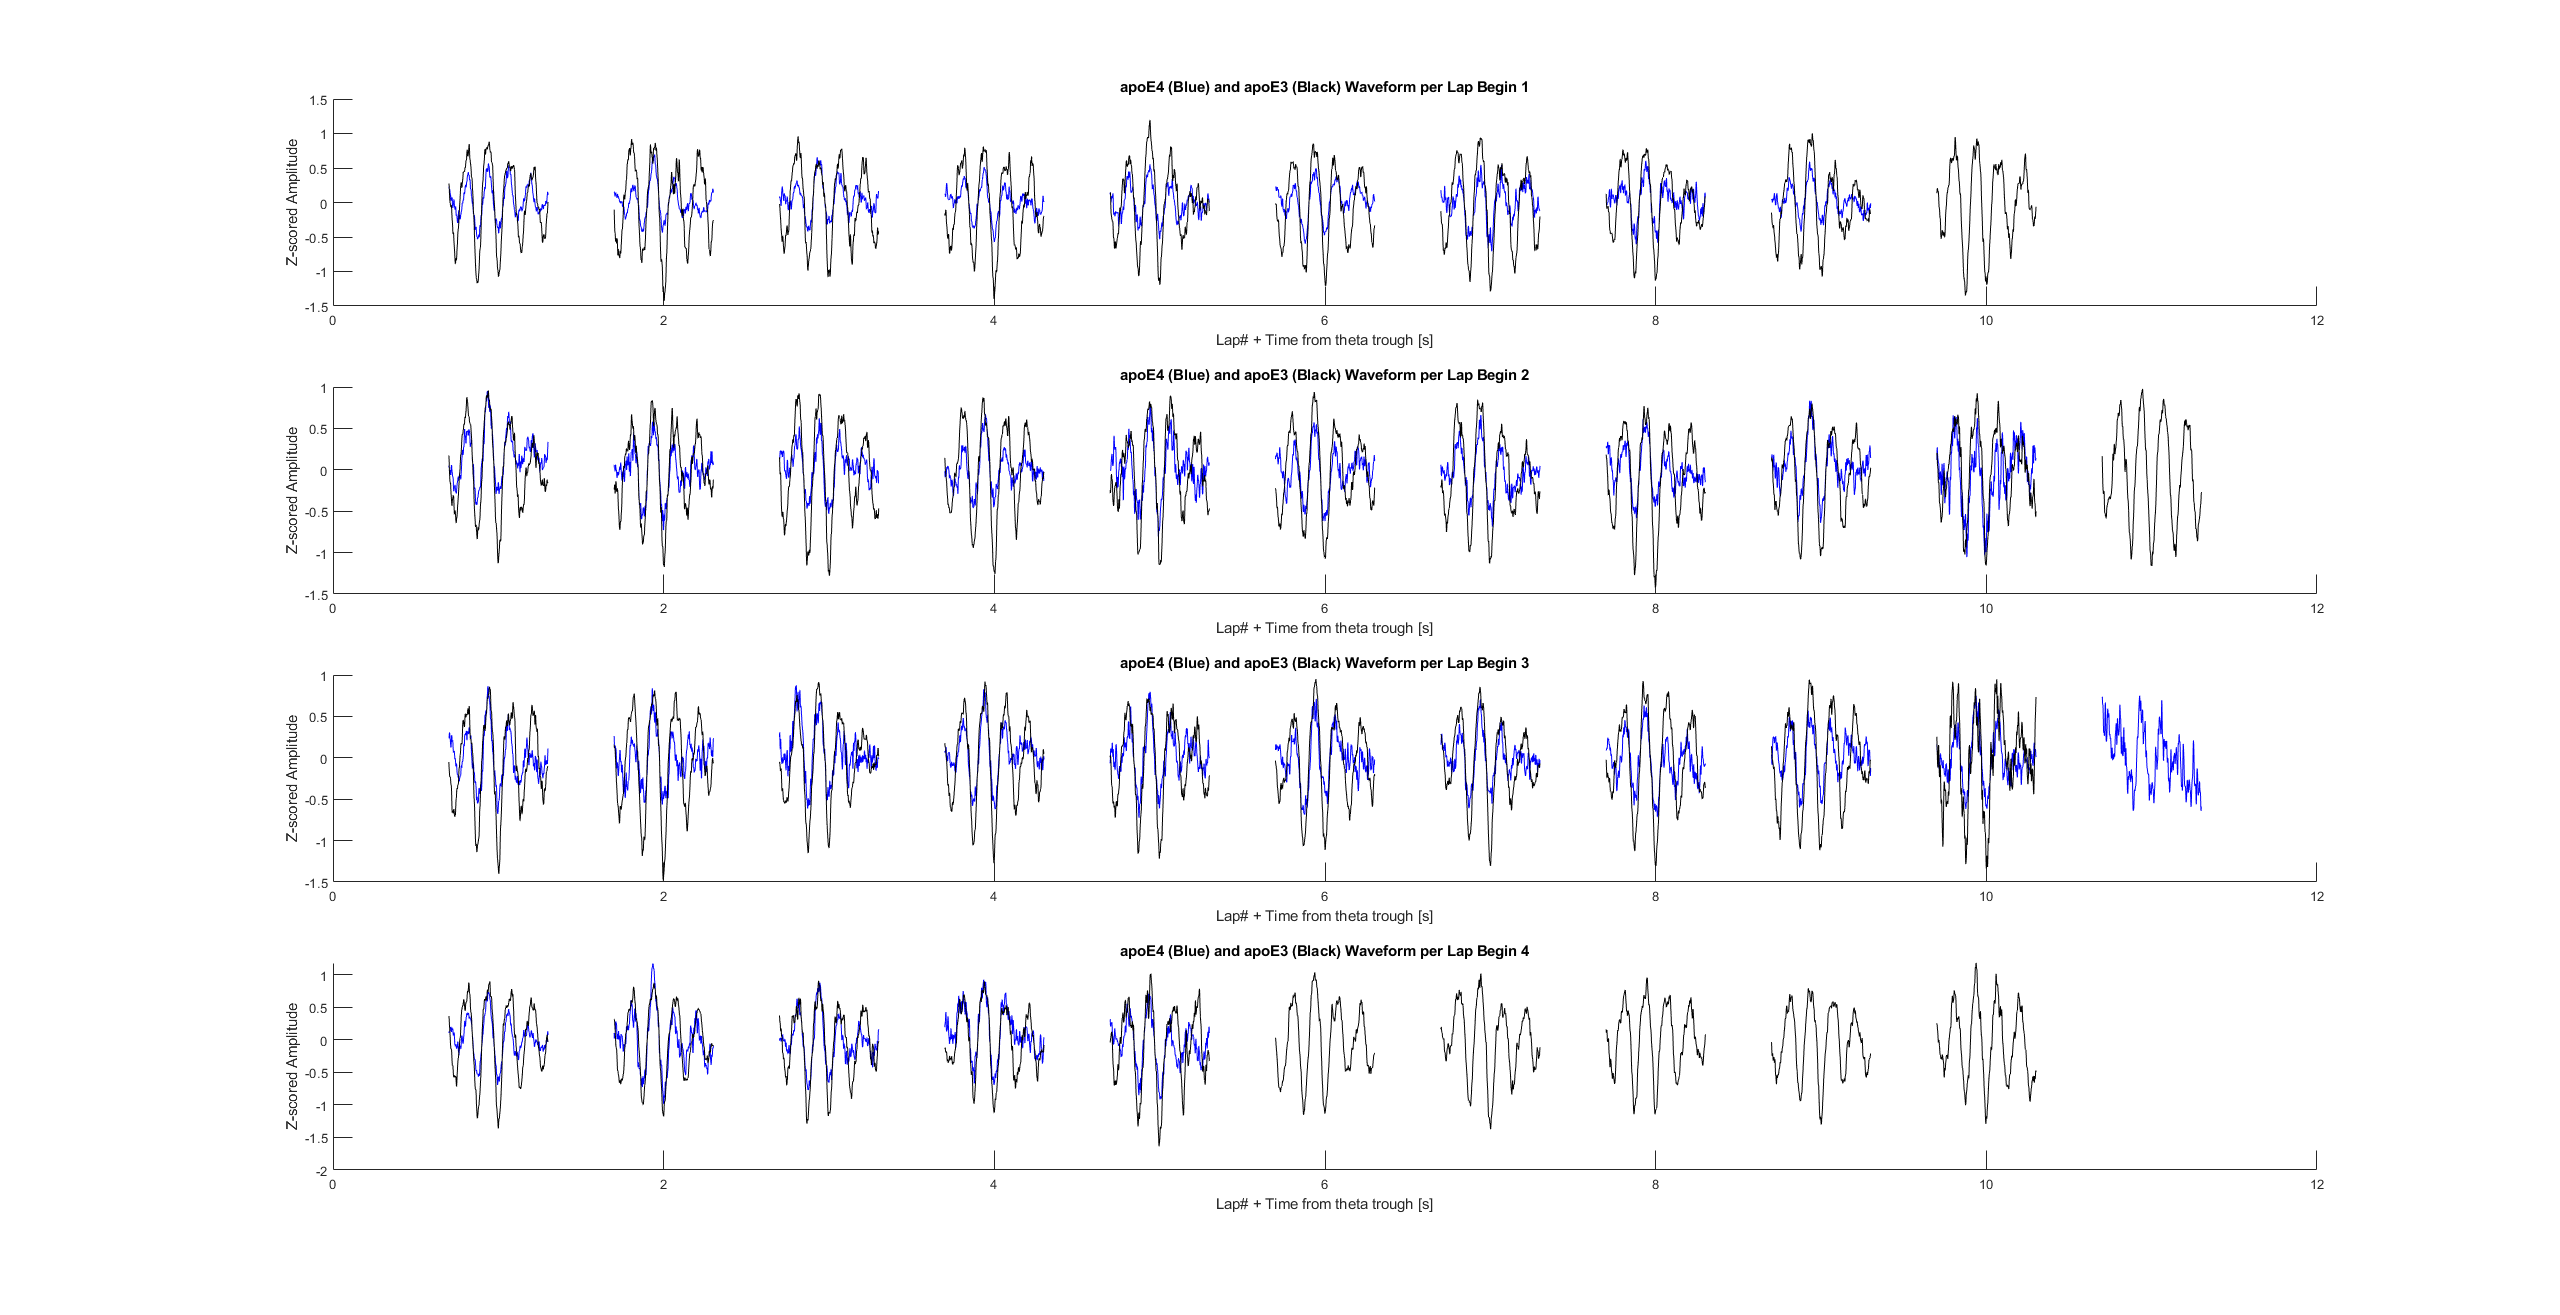 apoE4 (Blue) and apoE3 (Black) Waveform per Lap Begin 1
Z-scored Amplitude
1.5
1
0.5
0
-0.5
-1
-1.5
0 2 4 6 8 10 12
Lap# + Time from theta trough [s]
apoE4 (Blue) and apoE3 (Black) Waveform per Lap Begin 2
Z-scored Amplitude
1
0.5
0
-0.5
-1
-1.5
0 2 4 6 8 10 12
Lap# + Time from theta trough [s]
apoE4 (Blue) and apoE3 (Black) Waveform per Lap Begin 3
Z-scored Amplitude
1
0.5
0
-0.5
-1
-1.5
0 2 4 6 8 10 12
Lap# + Time from theta trough [s]
apoE4 (Blue) and apoE3 (Black) Waveform per Lap Begin 4
Z-scored Amplitude
1
0.5
0
-0.5
-1
-1.5
-2
0 2 4 6 8 10 12
Lap# + Time from theta trough [s]